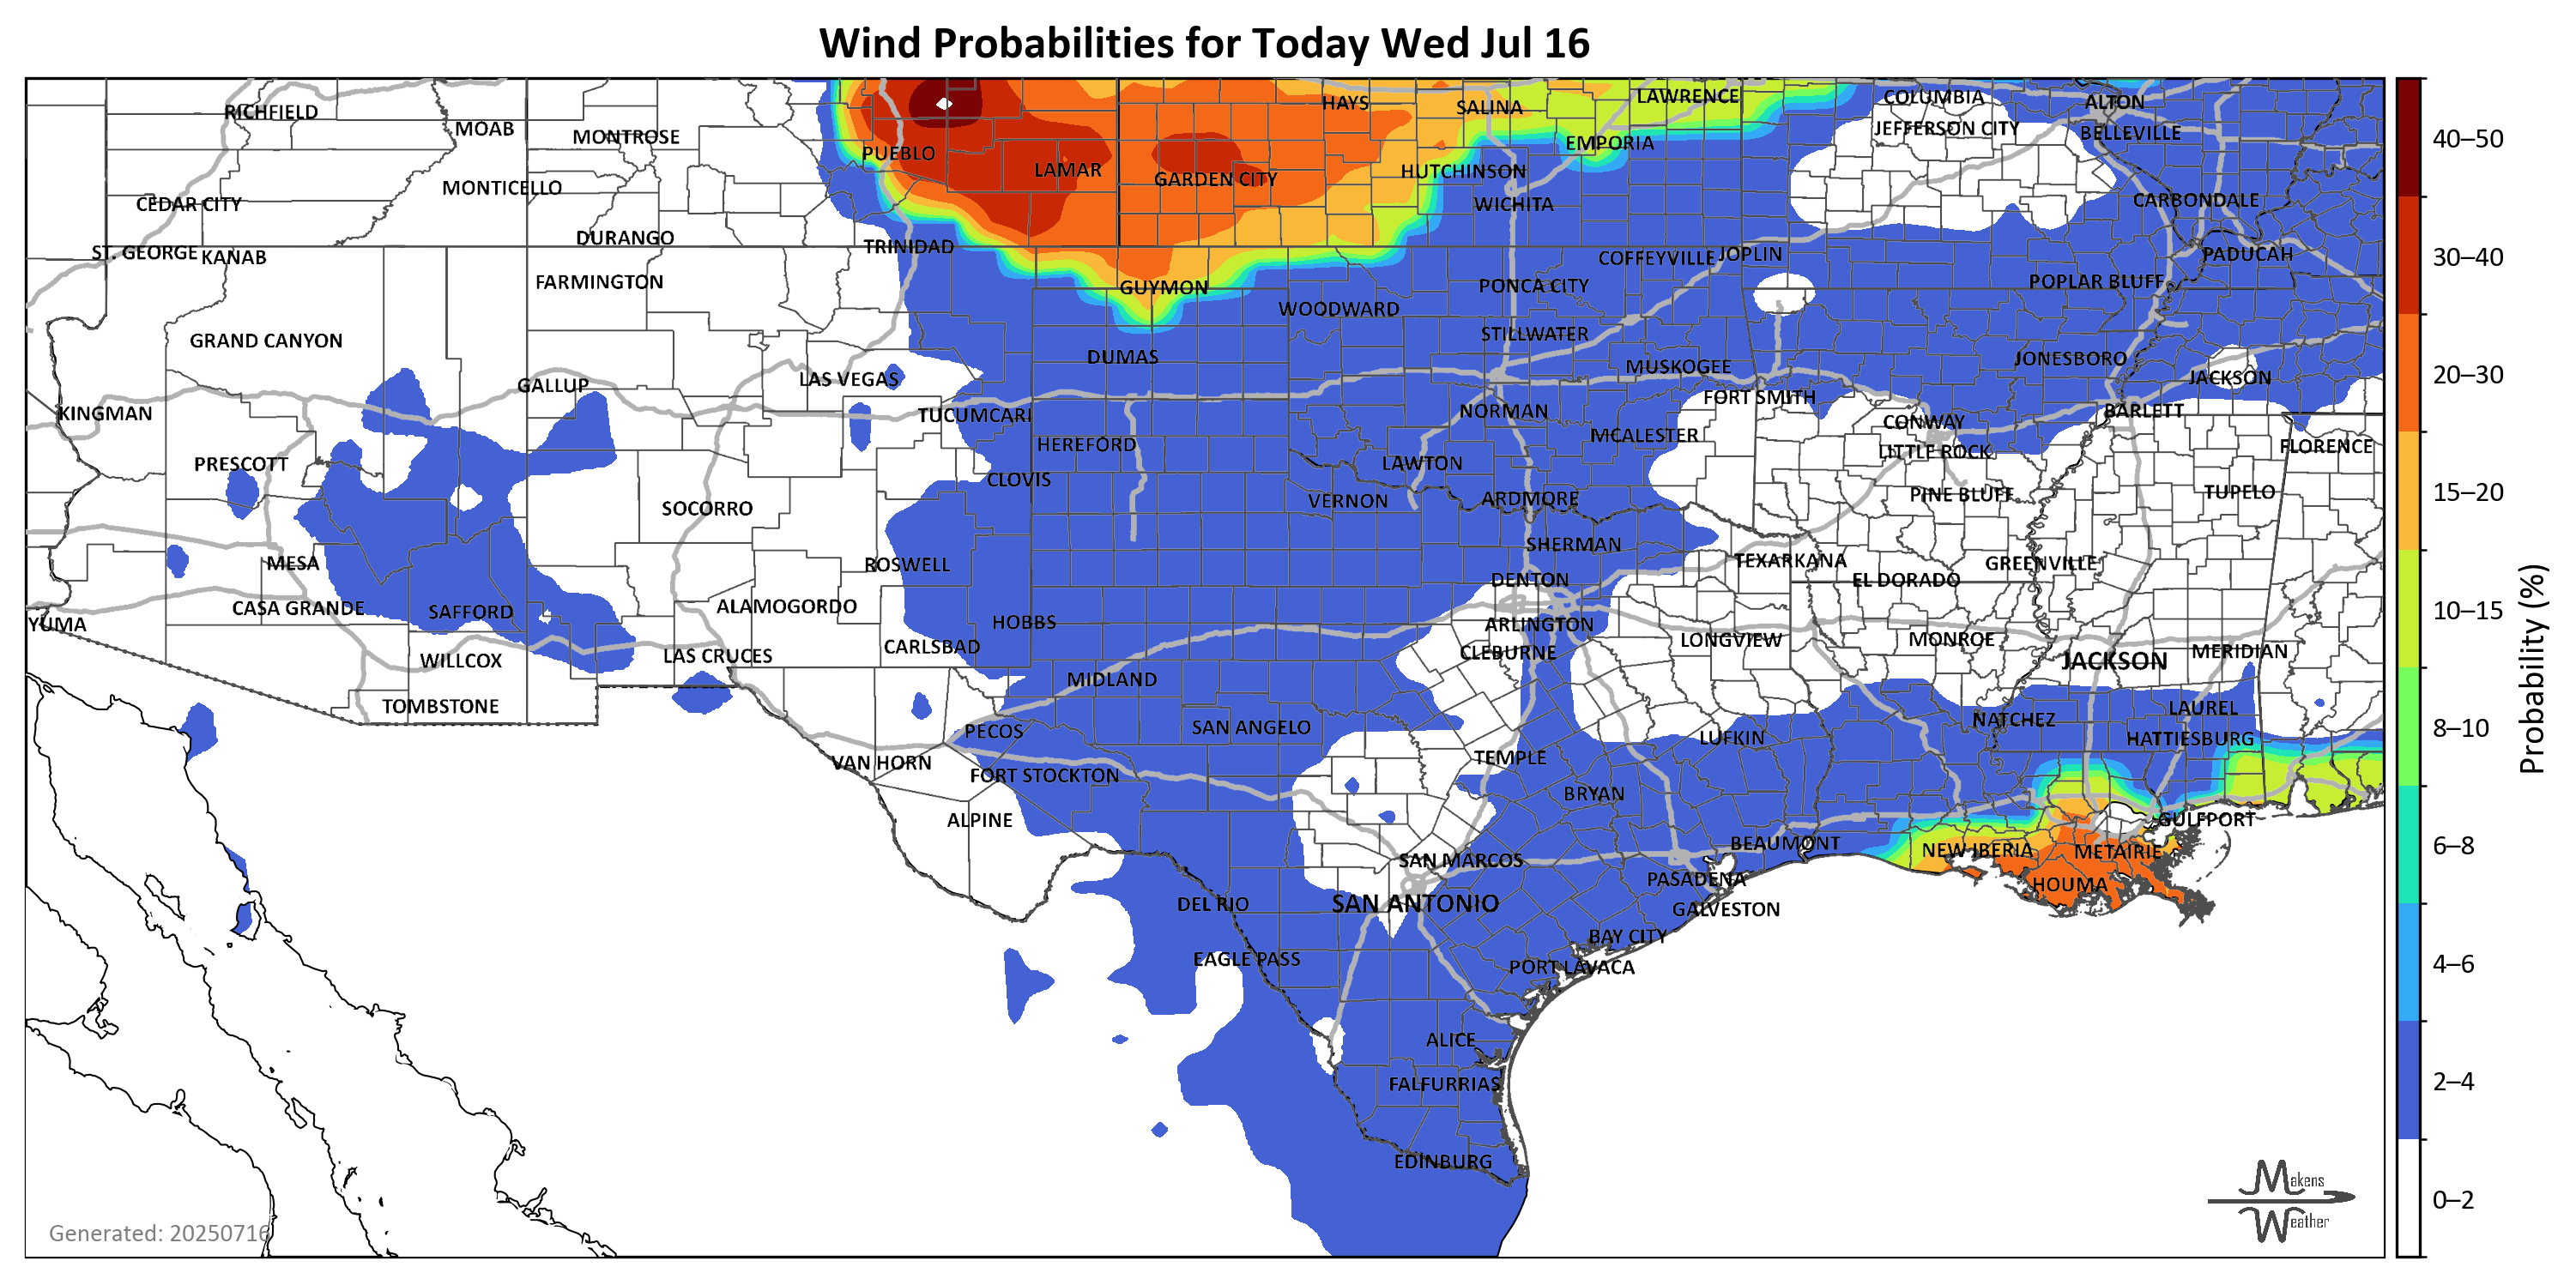 Wind Probabilities for Today Wed Jul 16
RICHFIELD
MOAB
MONTROSE
PUEBLO
LAMAR
GARDEN CITY
HAYS
SALINA
LAWRENCE
EMPORIA
HUTCHINSON
WICHITA
COLUMBIA
JEFFERSON CITY
ALTON
BELLEVILLE
CARBONDALE
CEDAR CITY
MONTICELLO
ST. GEORGE
KANAB
DURANGO
TRINIDAD
FARMINGTON
GUYMON
WOODWARD
PONCA CITY
COFFEYVILLE
JOPLIN
POPLAR BLUFF
PADUCAH
GRAND CANYON
DUMAS
STILLWATER
MUSKOGEE
JONESBORO
JACKSON
KINGMAN
GALLUP
LAS VEGAS
TUCUMCARI
NORMAN
FORT SMITH
CONWAY
BARLETT
PRESCOTT
HEREFORD
CLOVIS
LAWTON
MCALESTER
LITTLE ROCK
FLORENCE
SOCORRO
VERNON
ARDMORE
PINE BLUFF
TUPELO
MESA
ROSWELL
SHERMAN
DENTON
TEXARKANA
EL DORADO
GREENVILLE
CASA GRANDE
SAFFORD
ALAMOGORDO
HOBBS
ARLINGTON
YUMA
WILLCOX
LAS CRUCES
CARLSBAD
CLEBURNE
LONGVIEW
MONROE
JACKSON
MERIDIAN
TOMBSTONE
MIDLAND
PECOS
SAN ANGELO
TEMPLE
LUFKIN
NATCHEZ
LAUREL
HATTIESBURG
VAN HORN
FORT STOCKTON
BRYAN
ALPINE
SAN MARCOS
BEAUMONT
NEW IBERIA
METAIRIE
GULFPORT
HOUMA
DEL RIO
SAN ANTONIO
PASADENA
GALVESTON
EAGLE PASS
BAY CITY
PORT LAVACA
ALICE
FALFURRIAS
EDINBURG
Generated: 20250716
Makens
Weather
40–50
30–40
20–30
15–20
10–15
8–10
6–8
4–6
2–4
0–2
Probability (%)